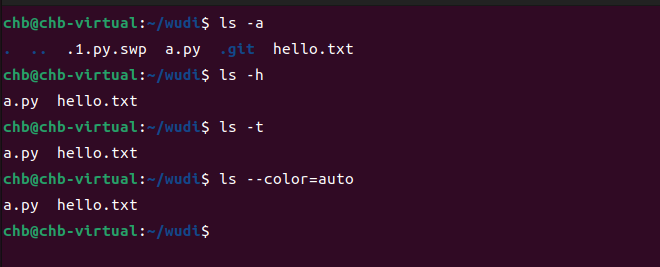 chb@chb-virtual:~/wudi$ ls -a
.  ..  .1.py.swp  a.py  .git  hello.txt
chb@chb-virtual:~/wudi$ ls -h
a.py  hello.txt
chb@chb-virtual:~/wudi$ ls -t
a.py  hello.txt
chb@chb-virtual:~/wudi$ ls --color=auto
a.py  hello.txt
chb@chb-virtual:~/wudi$